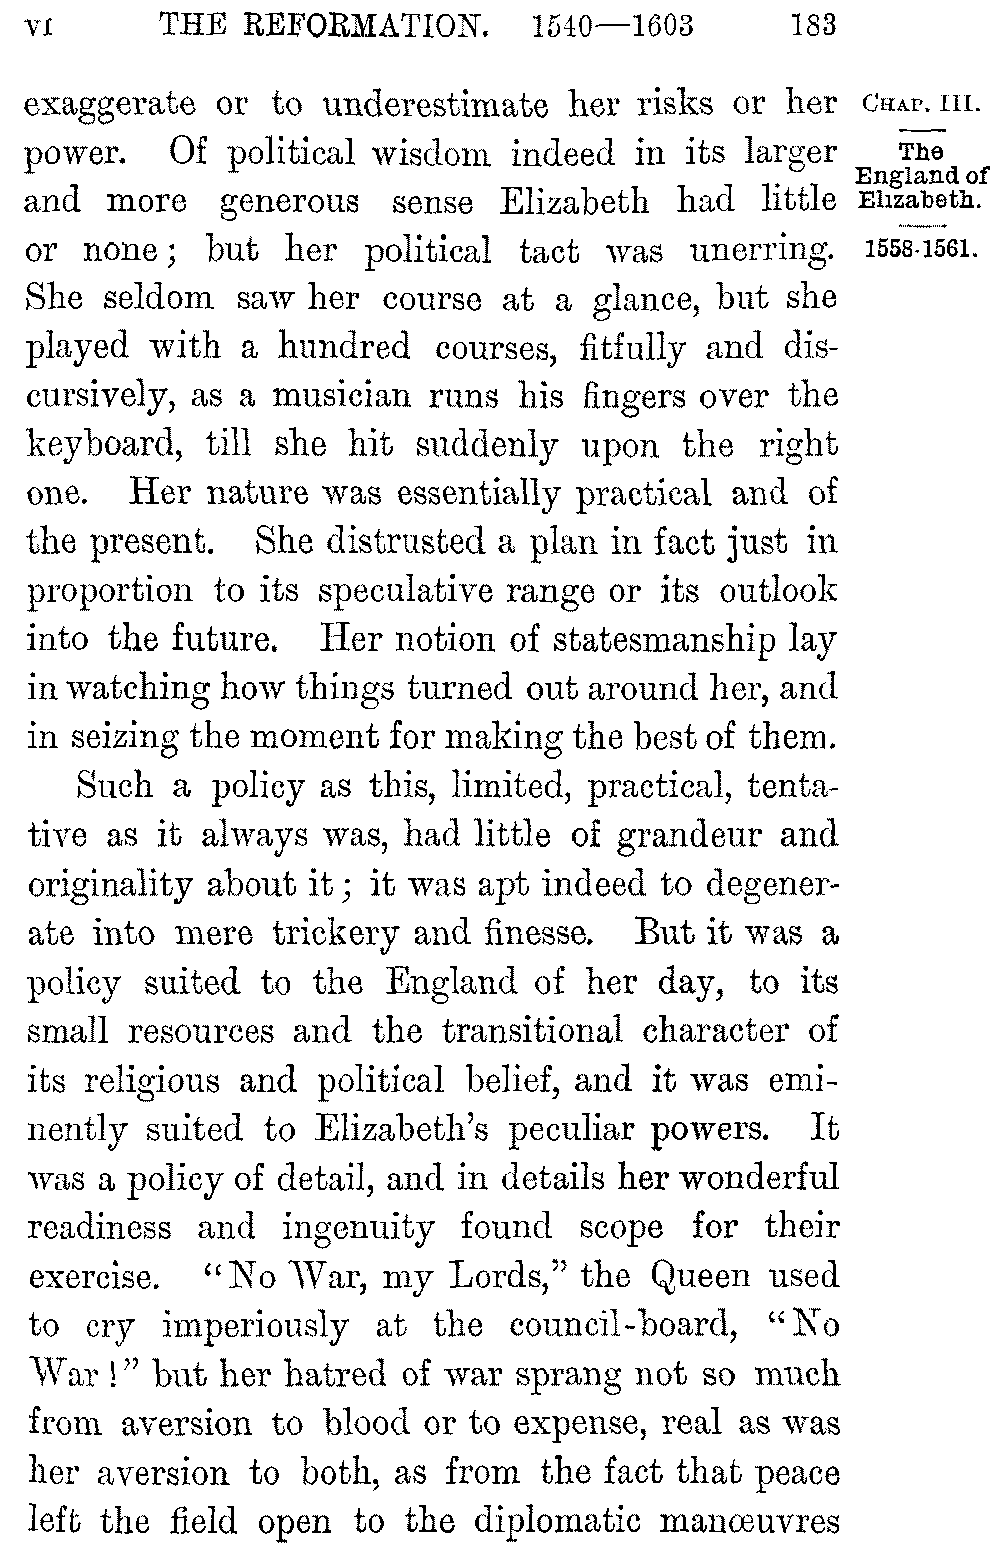 VI THE REFORMATION. 1540—1603 183
exaggerate or to underestimate her risks or her
power. Of political wisdom indeed in its larger
and more generous sense Elizabeth had little
or none; but her political tact was unerring.
She seldom saw her course at a glance, but she
played with a hundred courses, fitfully and dis-
cursively, as a musician runs his fingers over the
keyboard, till she hit suddenly upon the right
one. Her nature was essentially practical and of
the present. She distrusted a plan in fact just in
proportion to its speculative range or its outlook
into the future. Her notion of statesmanship lay
in watching how things turned out around her, and
in seizing the moment for making the best of them.
Such a policy as this, limited, practical, tenta-
tive as it always was, had little of grandeur and
originality about it; it was apt indeed to degener-
ate into mere trickery and finesse. But it was a
policy suited to the England of her day, to its
small resources and the transitional character of
its religious and political belief, and it was emi-
nently suited to Elizabeth's peculiar powers. It
was a policy of detail, and in details her wonderful
readiness and ingenuity found scope for their
exercise. "No War, my Lords," the Queen used
to cry imperiously at the council-board, "No
War!" but her hatred of war sprang not so much
from aversion to blood or to expense, real as was
her aversion to both, as from the fact that peace
left the field open to the diplomatic manœuvres
CHAP. III.
The
England of
Elizabeth.
1558-1561.